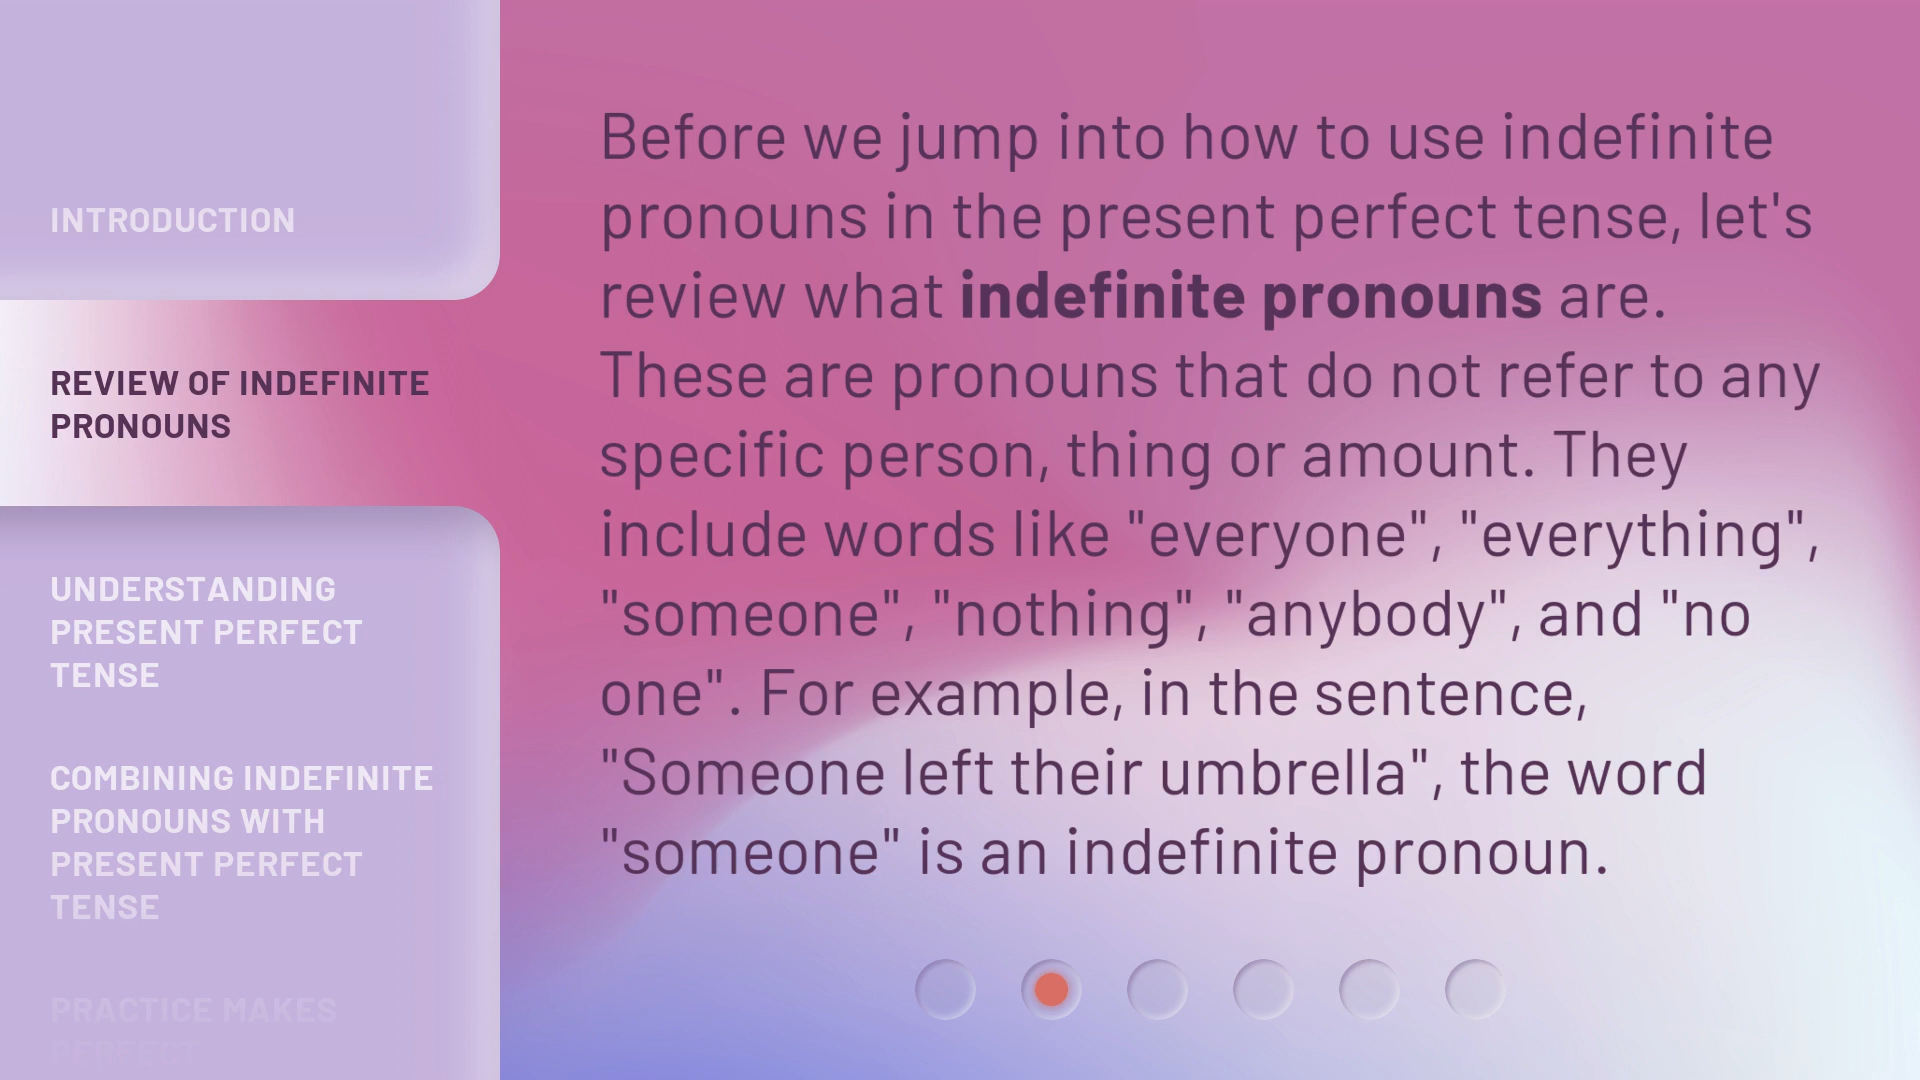 INTRODUCTION
REVIEW OF INDEFINITE
PRONOUNS
UNDERSTANDING
PRESENT PERFECT
TENSE
COMBINING INDEFINITE
PRONOUNS WITH
PRESENT PERFECT
TENSE
PRACTICE MAKES
PERFECT
Before we jump into how to use indefinite
pronouns in the present perfect tense, let's
review what indefinite pronouns are.
These are pronouns that do not refer to any
specific person, thing or amount. They
include words like "everyone", "everything",
"someone", "nothing", "anybody", and "no
one". For example, in the sentence,
"Someone left their umbrella", the word
"someone" is an indefinite pronoun.